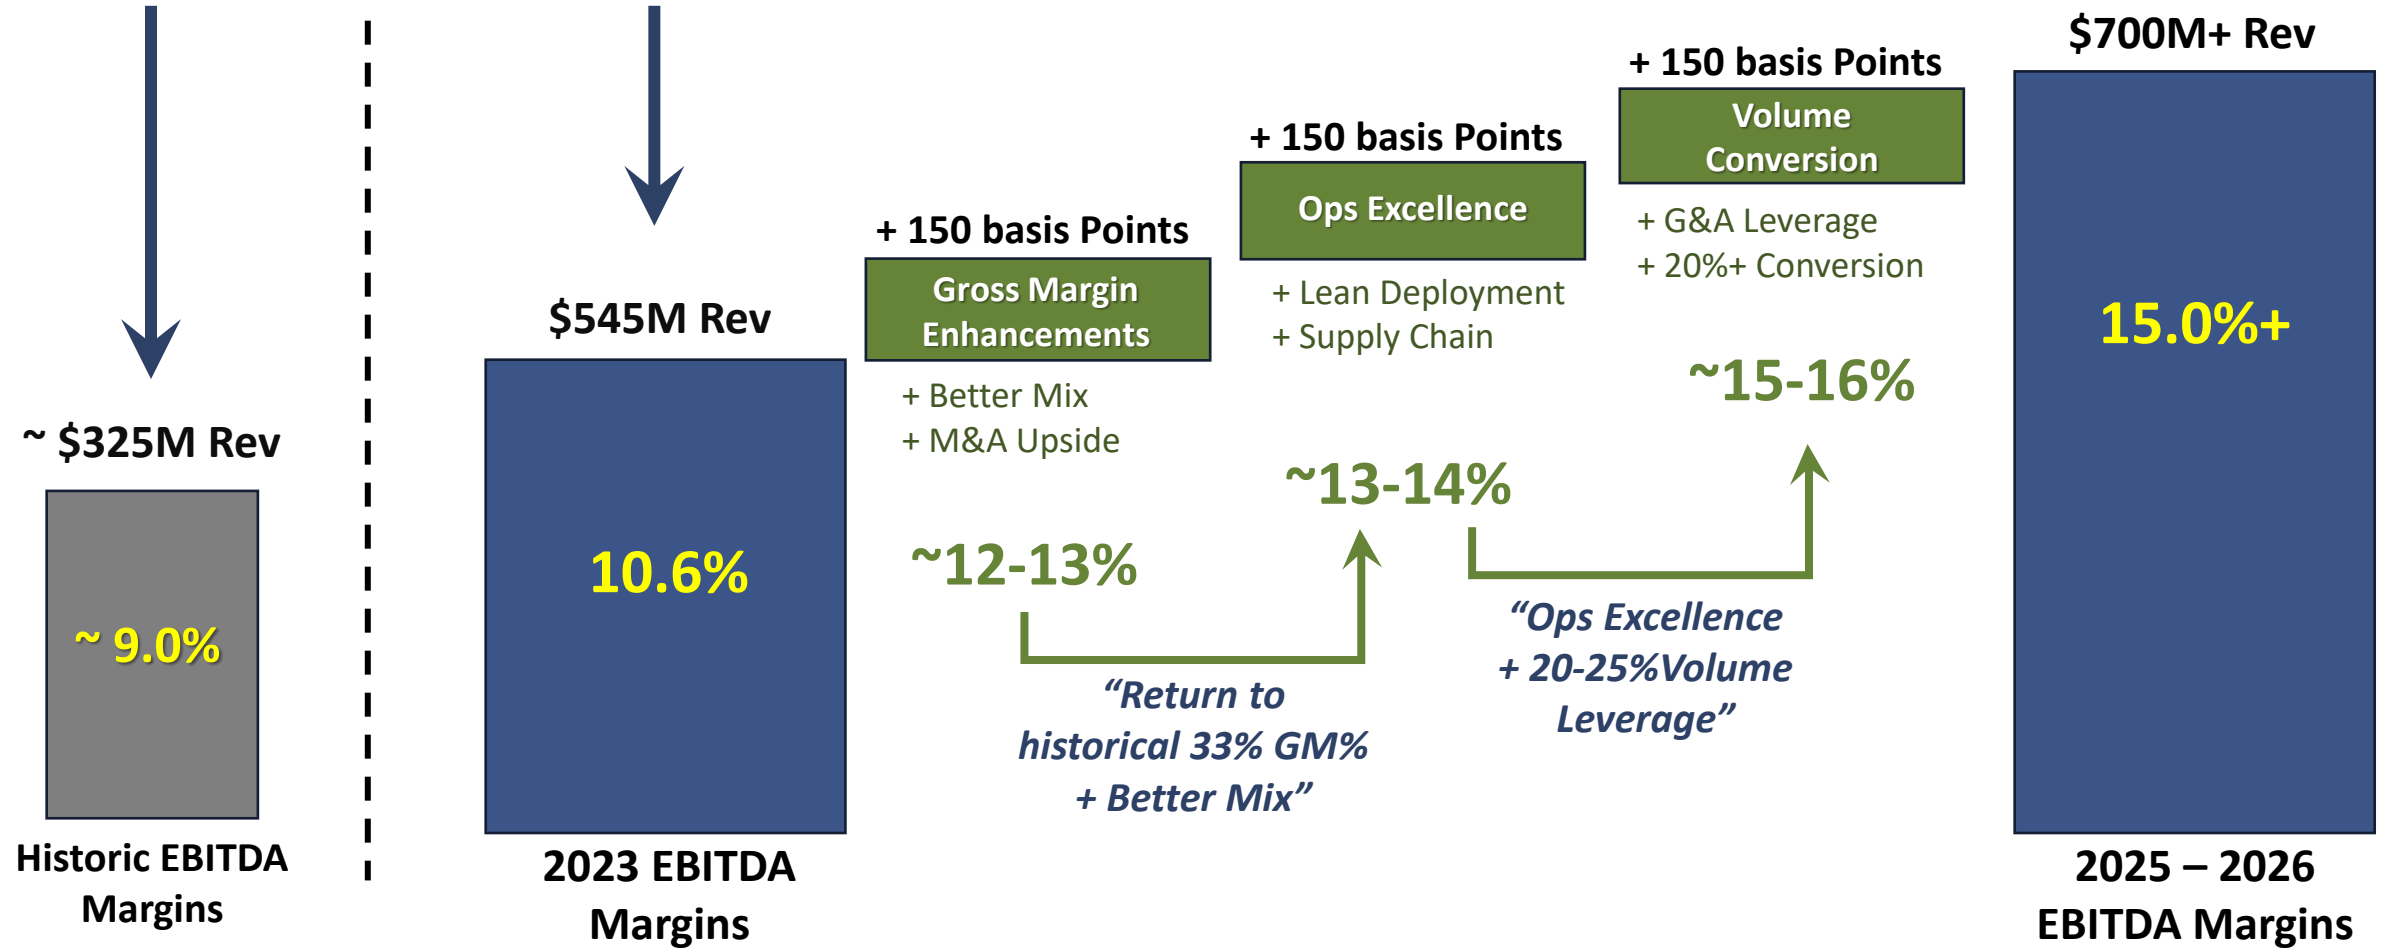 ~ $325M Rev
~ 9.0%
Historic EBITDA
Margins
$545M Rev
10.6%
2023 EBITDA
Margins
+ 150 basis Points
Gross Margin
Enhancements
+ Better Mix
+ M&A Upside
~12-13%
“Return to
historical 33% GM%
+ Better Mix”
+ 150 basis Points
Ops Excellence
+ Lean Deployment
+ Supply Chain
~13-14%
“Ops Excellence
+ 20-25%Volume
Leverage”
+ 150 basis Points
Volume
Conversion
+ G&A Leverage
+ 20%+ Conversion
~15-16%
$700M+ Rev
15.0%+
2025 – 2026
EBITDA Margins